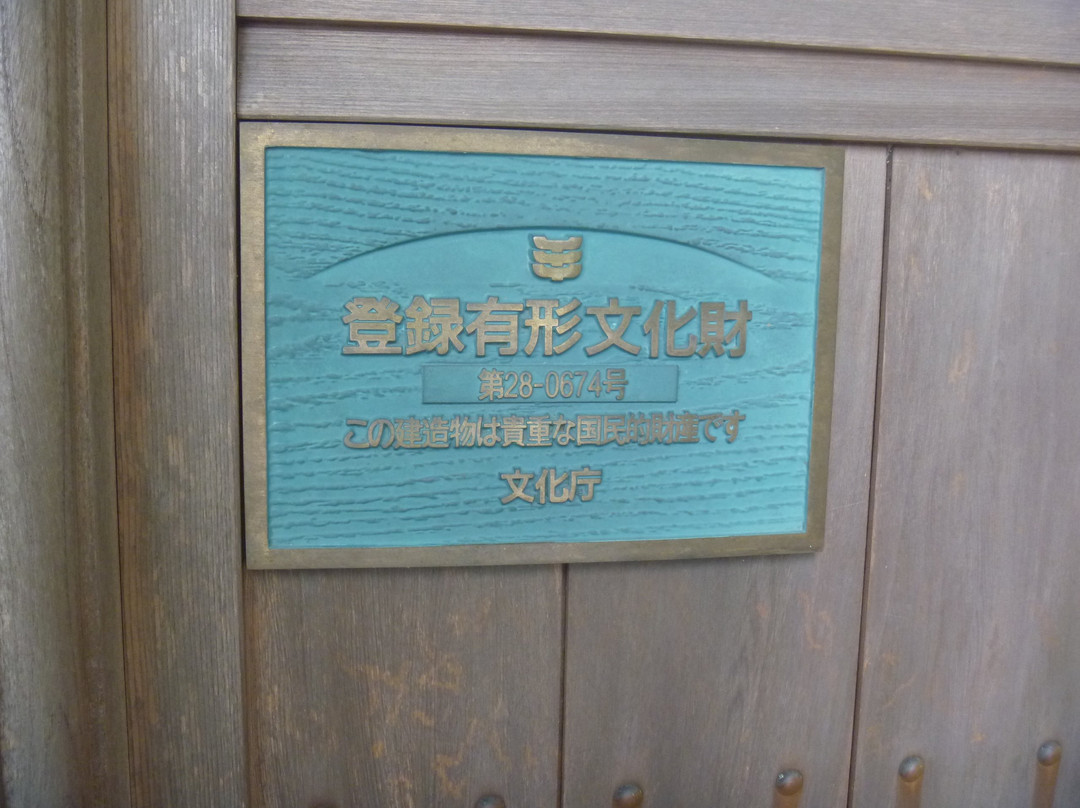 登録有形文化財
第28-0674号
この建造物は貴重な国民的財産です
文化庁